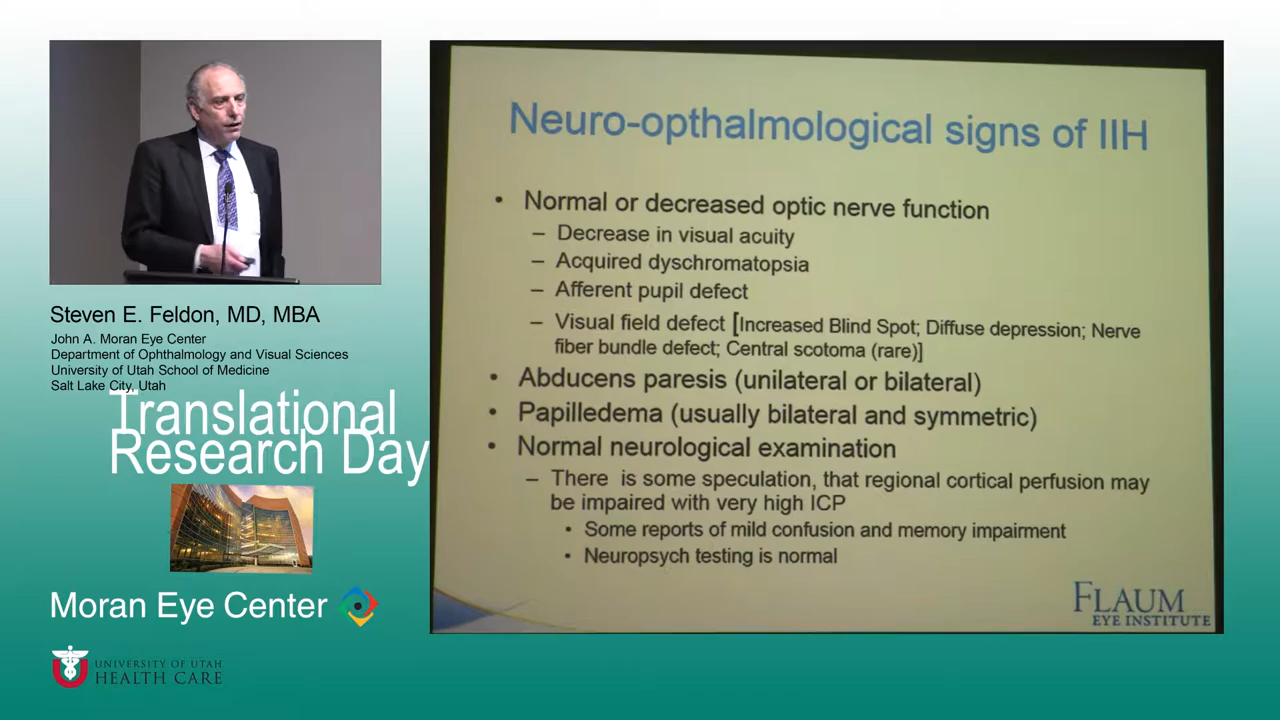 Steven E. Feldon, MD, MBA
John A. Moran Eye Center
Department of Ophthalmology and Visual Sciences
University of Utah School of Medicine
Salt Lake City, Utah
Translational
Research Day
Moran Eye Center
UNIVERSITY OF UTAH
HEALTH CARE
Neuro-opthalmological signs of IIH
• Normal or decreased optic nerve function
– Decrease in visual acuity
– Acquired dyschromatopsia
– Afferent pupil defect
– Visual field defect [Increased Blind Spot; Diffuse depression; Nerve
fiber bundle defect; Central scotoma (rare)]
• Abducens paresis (unilateral or bilateral)
• Papilledema (usually bilateral and symmetric)
• Normal neurological examination
– There is some speculation, that regional cortical perfusion may
be impaired with very high ICP
• Some reports of mild confusion and memory impairment
• Neuropsych testing is normal
FLAUM
EYE INSTITUTE